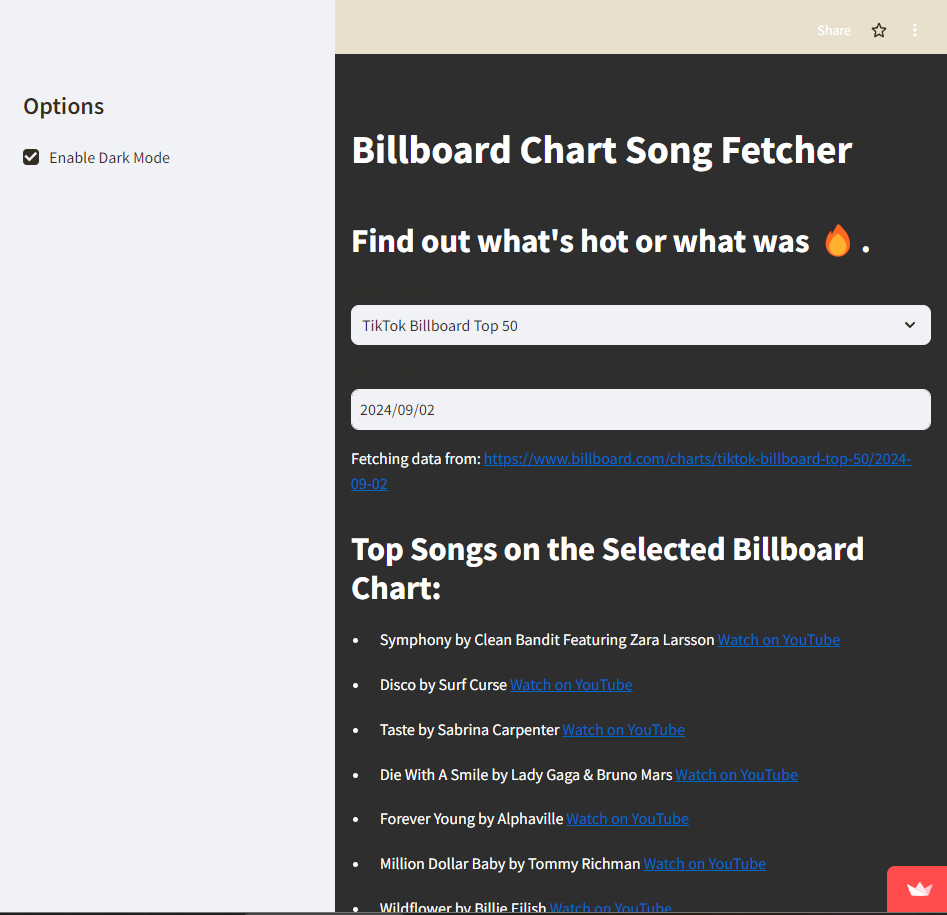 Share
Options
Enable Dark Mode
Billboard Chart Song Fetcher
Find out what's hot or what was 🔥 .
TikTok Billboard Top 50
2024/09/02
Fetching data from: https://www.billboard.com/charts/tiktok-billboard-top-50/2024-
09-02
Top Songs on the Selected Billboard
Chart:
• Symphony by Clean Bandit Featuring Zara Larsson Watch on YouTube
• Disco by Surf Curse Watch on YouTube
• Taste by Sabrina Carpenter Watch on YouTube
• Die With A Smile by Lady Gaga & Bruno Mars Watch on YouTube
• Forever Young by Alphaville Watch on YouTube
• Million Dollar Baby by Tommy Richman Watch on YouTube
• Wildflower by Billie Eilish Watch on YouTube